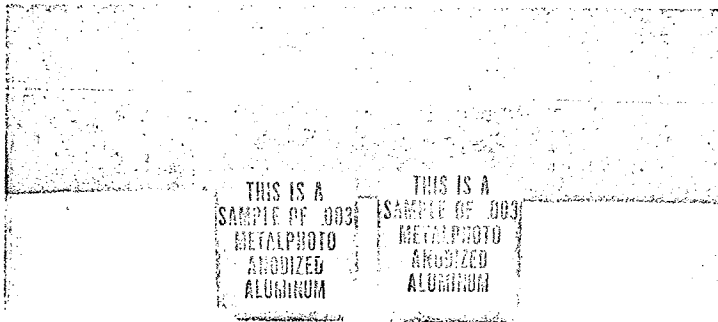 THIS IS A
SAMPLE OF .003
METALPHOTO
ANODIZED
ALUMINUM
THIS IS A
SAMPLE OF .003
METALPHOTO
ANODIZED
ALUMINUM